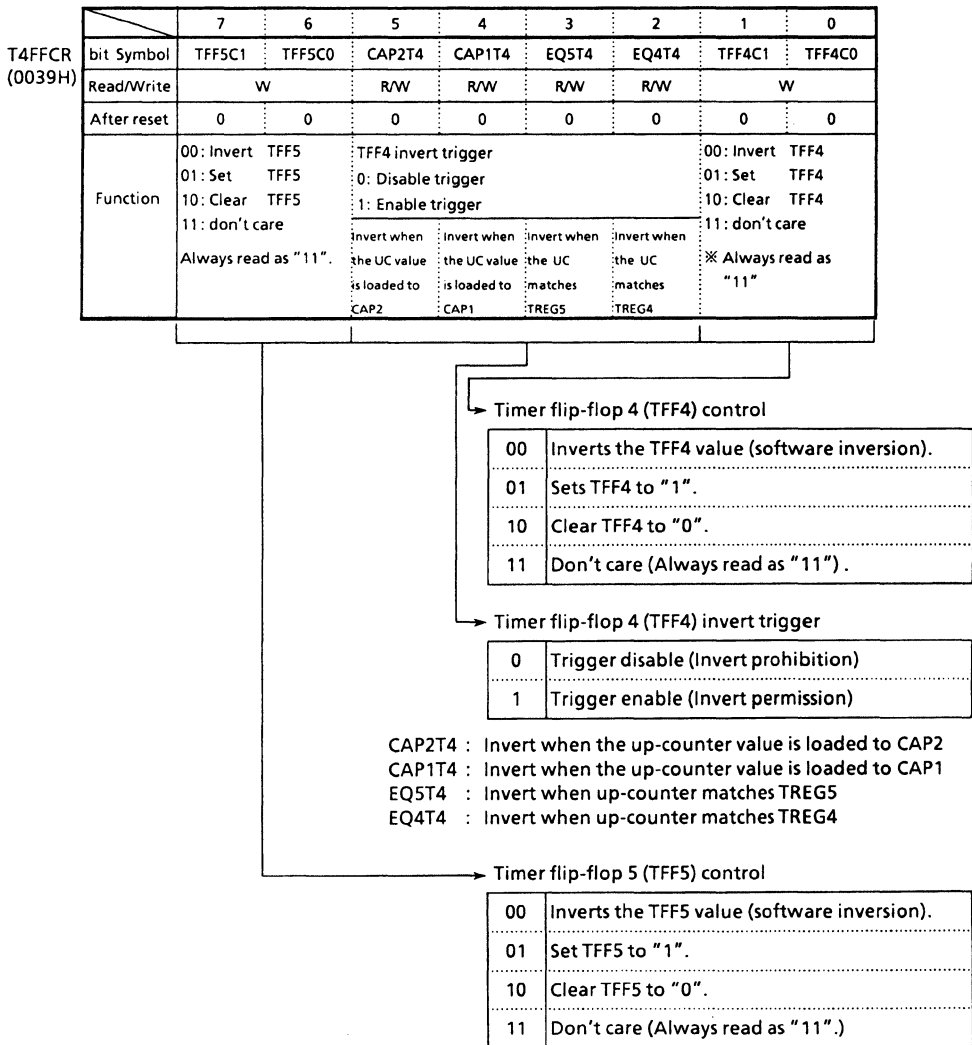 7 6 5 4 3 2 1 0
T4FFCR bit Symbol TFF5C1 TFF5C0 CAP2T4 CAP1T4 EQ5T4 EQ4T4 TFF4C1 TFF4C0
(0039H) Read/Write W R/W R/W R/W R/W W
After reset 0 0 0 0 0 0 0 0
Function
00: Invert TFF5
01: Set TFF5
10: Clear TFF5
11: don't care
Always read as "11".
TFF4 invert trigger
0: Disable trigger
1: Enable trigger
Invert when
the UC value
is loaded to
CAP2
Invert when
the UC value
is loaded to
CAP1
Invert when
the UC
matches
TREG5
Invert when
the UC
matches
TREG4
00: Invert TFF4
01: Set TFF4
10: Clear TFF4
11: don't care
※ Always read as
"11"
Timer flip-flop 4 (TFF4) control
00 Inverts the TFF4 value (software inversion).
01 Sets TFF4 to "1".
10 Clear TFF4 to "0".
11 Don't care (Always read as "11") .
Timer flip-flop 4 (TFF4) invert trigger
0 Trigger disable (Invert prohibition)
1 Trigger enable (Invert permission)
CAP2T4 : Invert when the up-counter value is loaded to CAP2
CAP1T4 : Invert when the up-counter value is loaded to CAP1
EQ5T4 : Invert when up-counter matches TREG5
EQ4T4 : Invert when up-counter matches TREG4
Timer flip-flop 5 (TFF5) control
00 Inverts the TFF5 value (software inversion).
01 Set TFF5 to "1".
10 Clear TFF5 to "0".
11 Don't care (Always read as "11".)